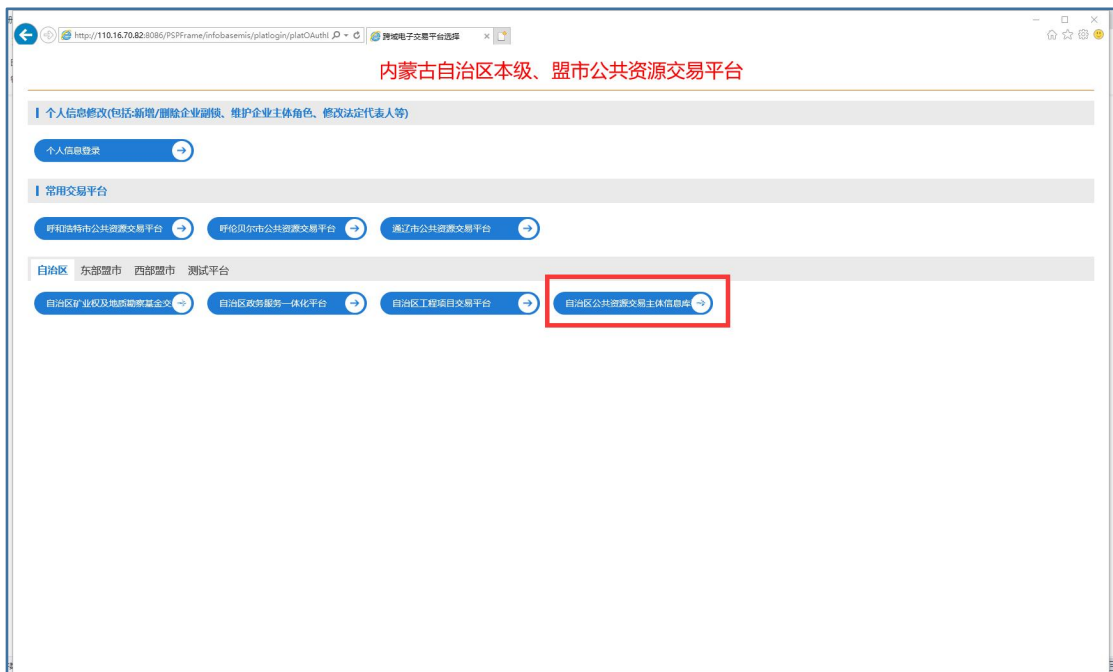 http://110.16.70.82:8086/PSPFrame/infobasemis/platlogin/platOAuthl
跨域电子交易平台选择
内蒙古自治区本级、盟市公共资源交易平台
个人信息修改(包括:新增/删除企业副锁、维护企业主体角色、修改法定代表人等)
个人信息登录
常用交易平台
呼和浩特市公共资源交易平台 呼伦贝尔市公共资源交易平台 通辽市公共资源交易平台
自治区 东部盟市 西部盟市 测试平台
自治区矿业权及地质勘察基金交 自治区政务服务一体化平台 自治区工程项目交易平台 自治区公共资源交易主体信息库